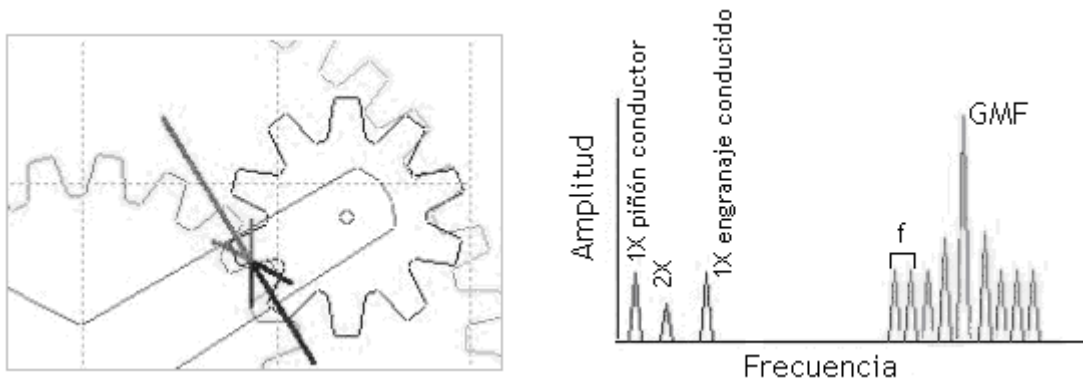 Amplitud
1X piñón conductor
2X
1X engranaje conducido
f
GMF
Frecuencia